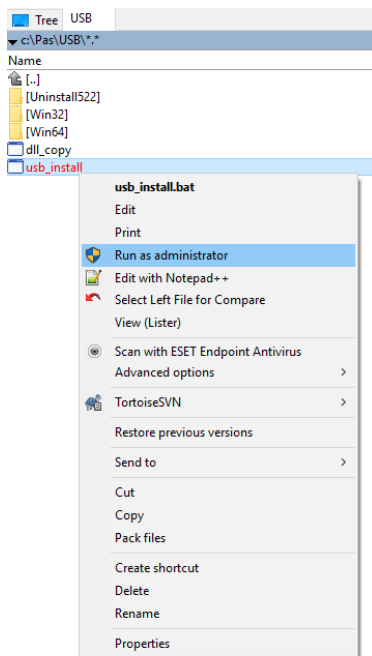 Tree USB
c:\Pas\USB\*.*
Name
[..]
[Uninstall522]
[Win32]
[Win64]
dll_copy
usb_install
usb_install.bat
Edit
Print
Run as administrator
Edit with Notepad++
Select Left File for Compare
View (Lister)
Scan with ESET Endpoint Antivirus
Advanced options
TortoiseSVN
Restore previous versions
Send to
Cut
Copy
Pack files
Create shortcut
Delete
Rename
Properties